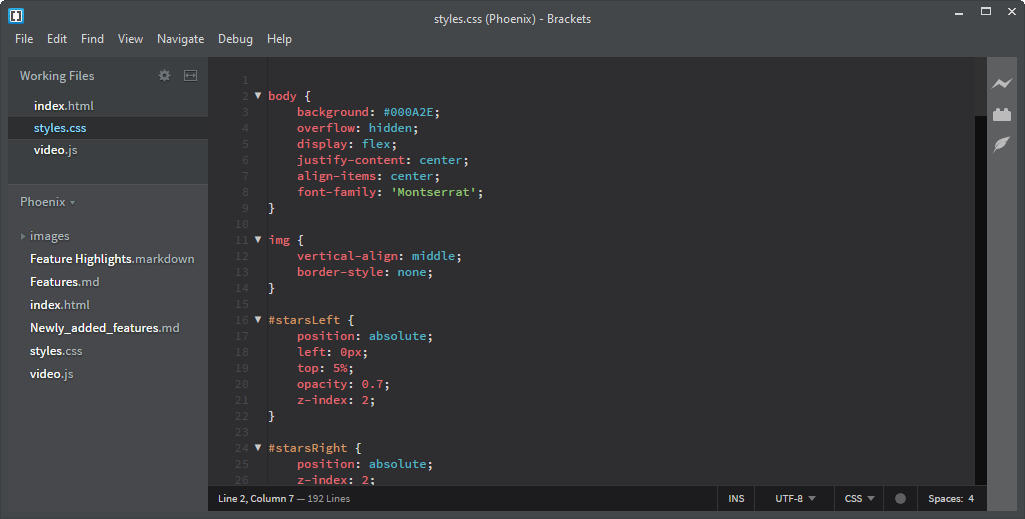 styles.css (Phoenix) - Brackets
File Edit Find View Navigate Debug Help
Working Files
index.html
styles.css
video.js
Phoenix
images
Feature Highlights.markdown
Features.md
index.html
Newly_added_features.md
styles.css
video.js
1
2 body {
3     background: #000A2E;
4     overflow: hidden;
5     display: flex;
6     justify-content: center;
7     align-items: center;
8     font-family: 'Montserrat';
9 }
10
11 img {
12     vertical-align: middle;
13     border-style: none;
14 }
15
16 #starsLeft {
17     position: absolute;
18     left: 0px;
19     top: 5%;
20     opacity: 0.7;
21     z-index: 2;
22 }
23
24 #starsRight {
25     position: absolute;
26     z-index: 2;
Line 2, Column 7 — 192 Lines INS UTF-8 CSS Spaces: 4